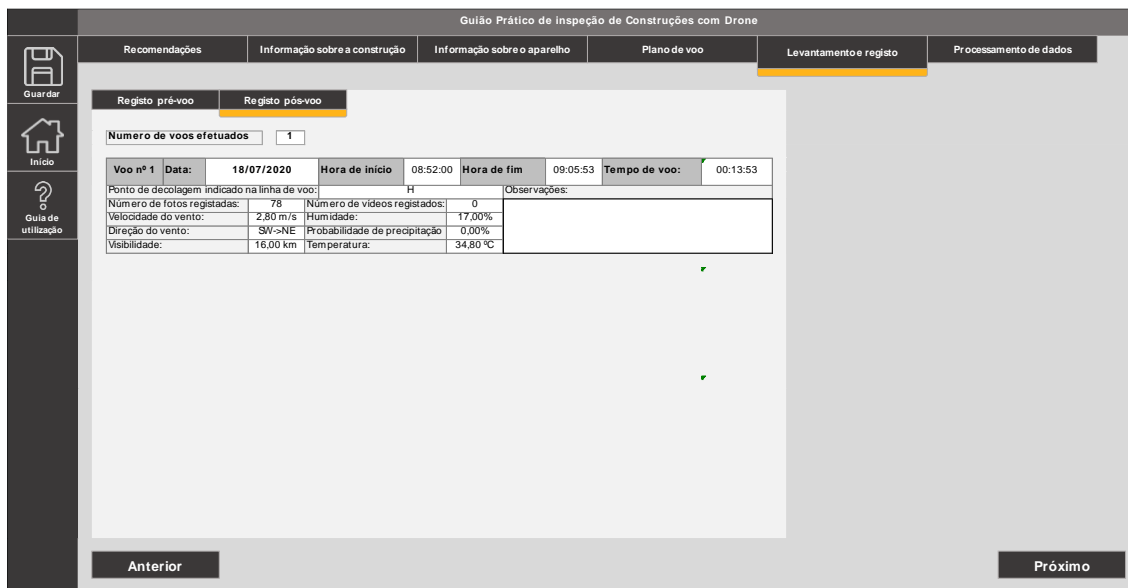 Guião Prático de inspeção de Construções com Drone
Recomendações
Informação sobre a construção
Informação sobre o aparelho
Plano de voo
Levantamento e registo
Processamento de dados
Guardar
Início
Guia de
utilização
Registo pré-voo
Registo pós-voo
Numero de voos efetuados 1
Voo nº 1 Data: 18/07/2020 Hora de início 08:52:00 Hora de fim 09:05:53 Tempo de voo: 00:13:53
Ponto de decolagem indicado na linha de voo: H Observações:
Número de fotos registadas: 78 Número de vídeos registados: 0
Velocidade do vento: 2,80 m/s Humidade: 17,00%
Direção do vento: SW->NE Probabilidade de precipitação 0,00%
Visibilidade: 16,00 km Temperatura: 34,80 ºC
Anterior
Próximo